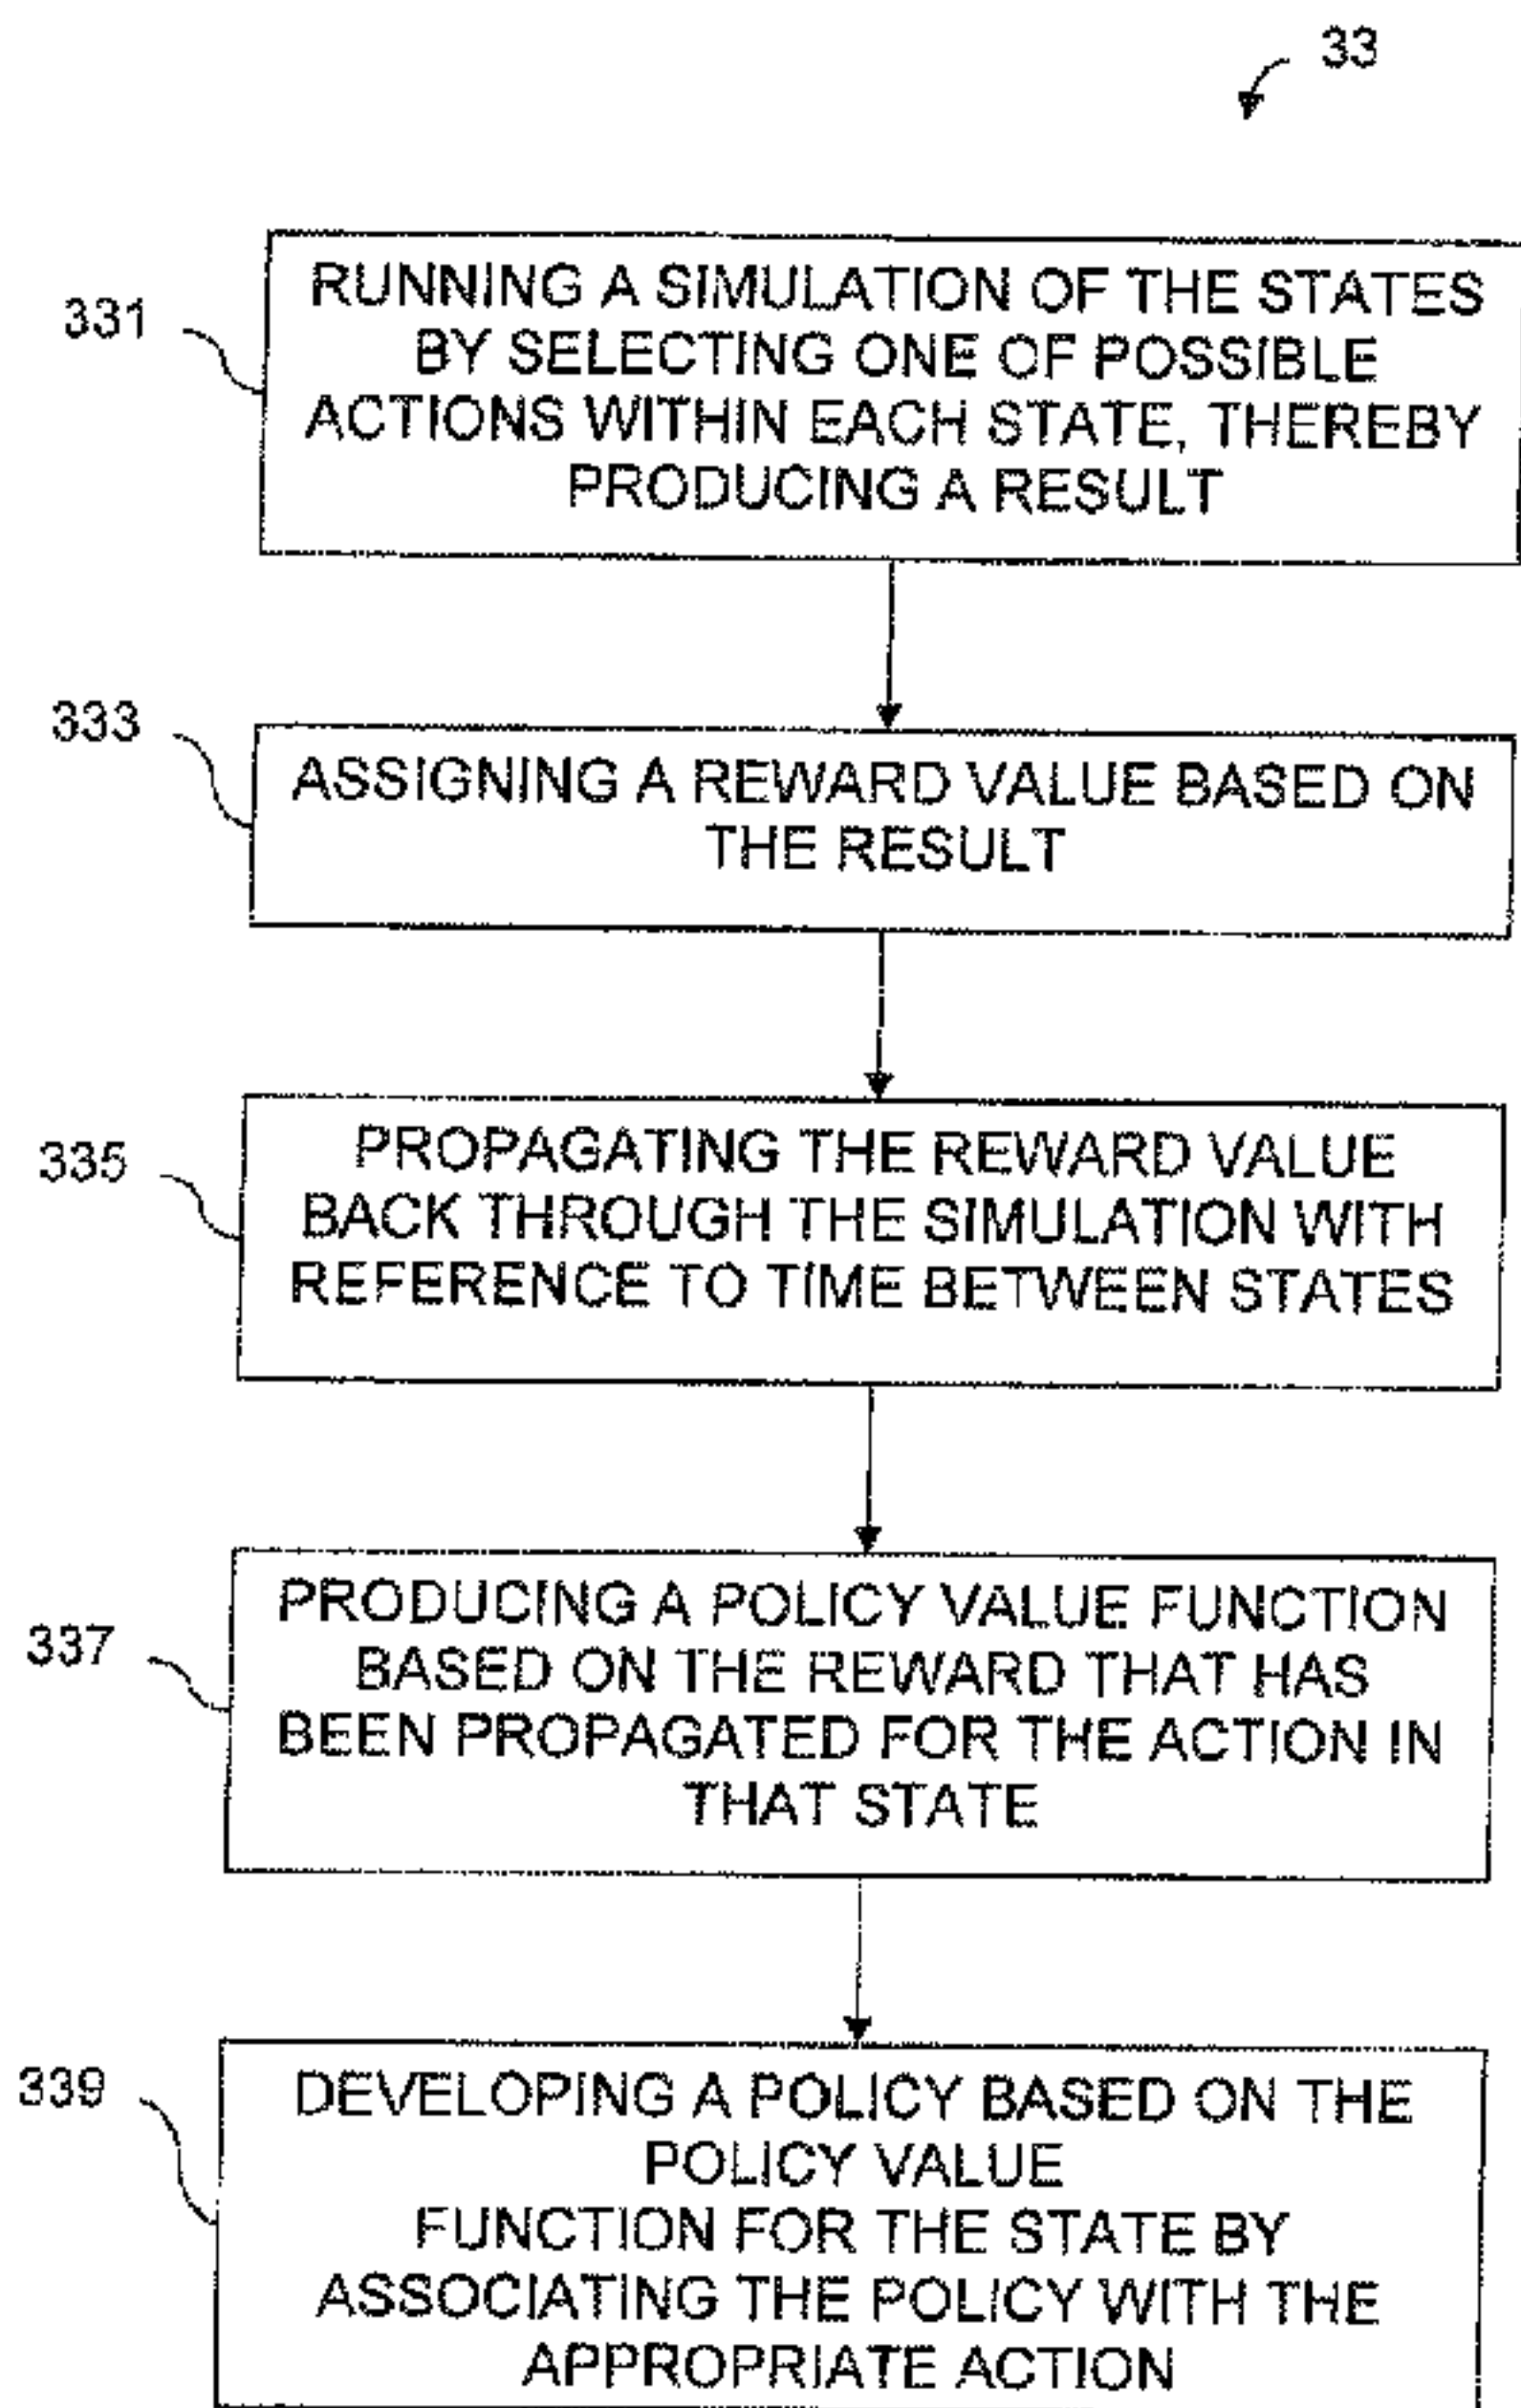 33
331
RUNNING A SIMULATION OF THE STATES
BY SELECTING ONE OF POSSIBLE
ACTIONS WITHIN EACH STATE, THEREBY
PRODUCING A RESULT
333
ASSIGNING A REWARD VALUE BASED ON
THE RESULT
335
PROPAGATING THE REWARD VALUE
BACK THROUGH THE SIMULATION WITH
REFERENCE TO TIME BETWEEN STATES
337
PRODUCING A POLICY VALUE FUNCTION
BASED ON THE REWARD THAT HAS
BEEN PROPAGATED FOR THE ACTION IN
THAT STATE
339
DEVELOPING A POLICY BASED ON THE
POLICY VALUE
FUNCTION FOR THE STATE BY
ASSOCIATING THE POLICY WITH THE
APPROPRIATE ACTION